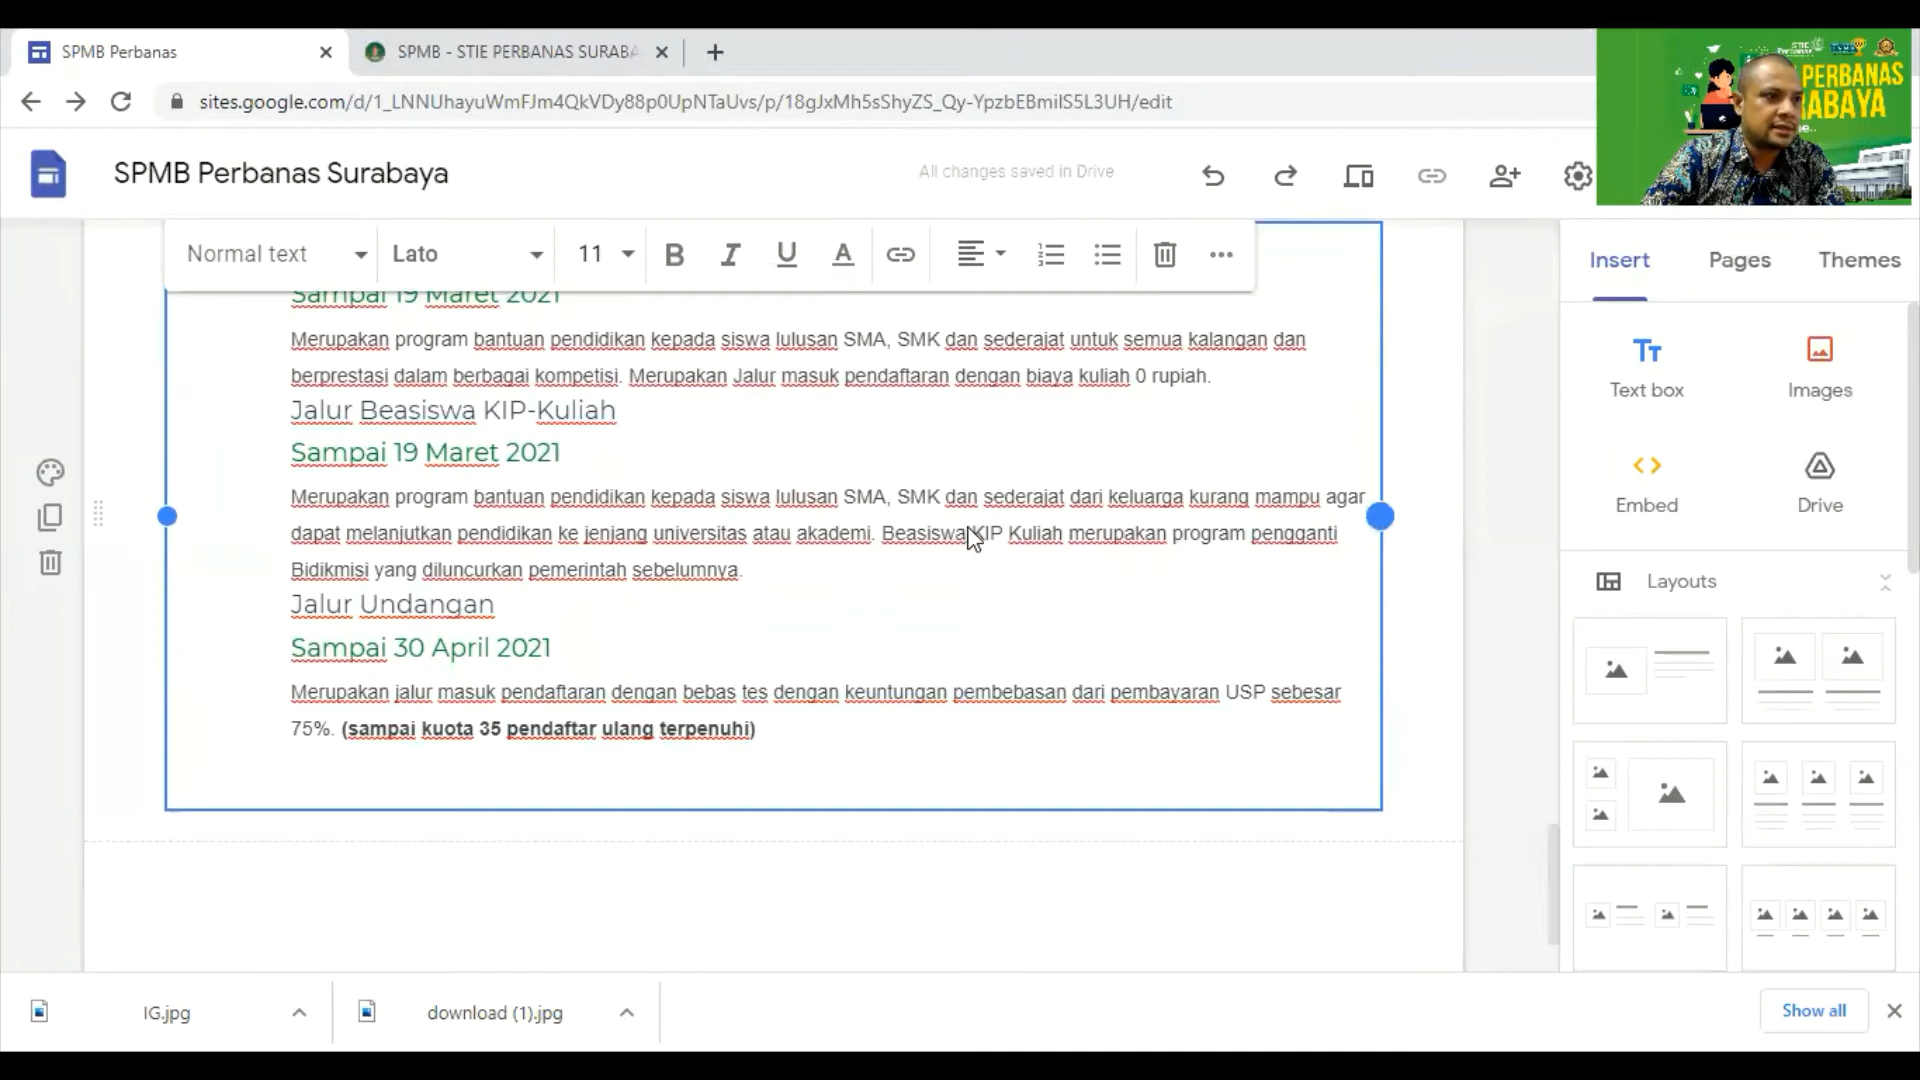 SPMB Perbanas
SPMB - STIE PERBANAS SURABA
sites.google.com/d/1_LNNUhayuWmFJm4QkVDy88p0UpNTaUvs/p/18gJxMh5sShyZS_Qy-YpzbEBmiIS5L3UH/edit
STIE
PERBANAS
ABAYA
SPMB Perbanas Surabaya
All changes saved in Drive
Normal text
Lato
11
B I U A
Insert
Pages
Themes
Sampai 19 Maret 2021
Merupakan program bantuan pendidikan kepada siswa lulusan SMA, SMK dan sederajat untuk semua kalangan dan
berprestasi dalam berbagai kompetisi. Merupakan Jalur masuk pendaftaran dengan biaya kuliah 0 rupiah.
Jalur Beasiswa KIP-Kuliah
Sampai 19 Maret 2021
Merupakan program bantuan pendidikan kepada siswa lulusan SMA, SMK dan sederajat dari keluarga kurang mampu agar
dapat melanjutkan pendidikan ke jenjang universitas atau akademi. Beasiswa KIP Kuliah merupakan program pengganti
Bidikmisi yang diluncurkan pemerintah sebelumnya.
Jalur Undangan
Sampai 30 April 2021
Merupakan jalur masuk pendaftaran dengan bebas tes dengan keuntungan pembebasan dari pembayaran USP sebesar
75%. (sampai kuota 35 pendaftar ulang terpenuhi)
Tт
Text box
Images
Embed
Drive
Layouts
IG.jpg
download (1).jpg
Show all